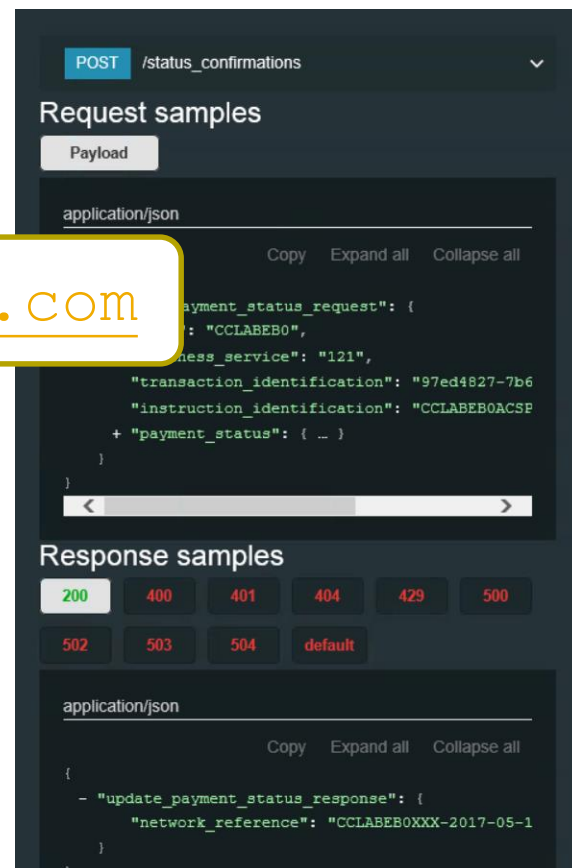 POST /status_confirmations
Request samples
Payload
application/json
Copy Expand all Collapse all
.com
ayment_status_request": {
": "CCLABEB0",
ness_service": "121",
"transaction_identification": "97ed4827-7b6
"instruction_identification": "CCLABEB0ACSP
+ "payment_status": { … }
}
}
Response samples
200 400 401 404 429 500
502 503 504 default
application/json
Copy Expand all Collapse all
{
- "update_payment_status_response": {
"network_reference": "CCLABEB0XXX-2017-05-1
}